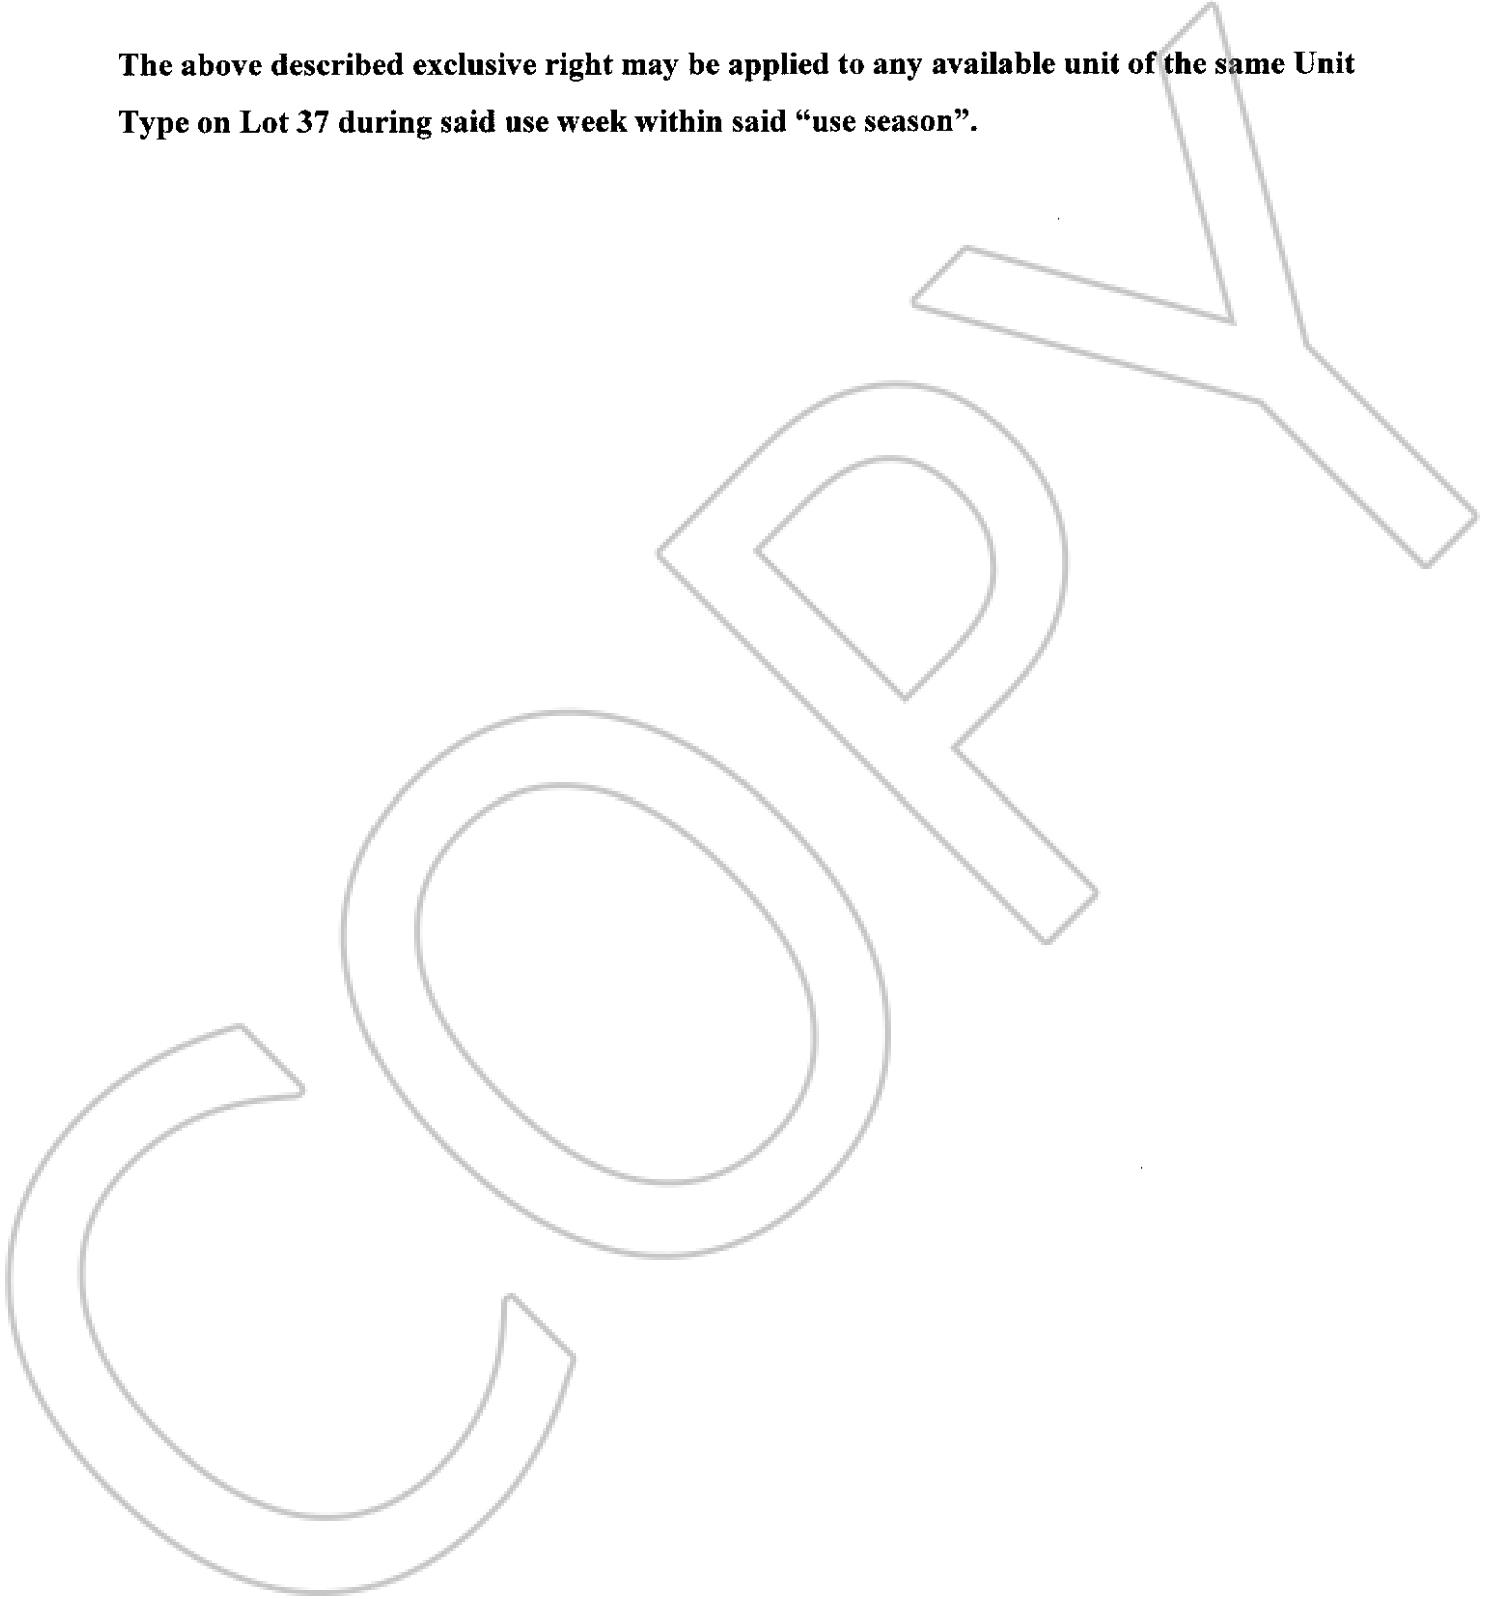 The above described exclusive right may be applied to any available unit of the same Unit
Type on Lot 37 during said use week within said “use season”.
COPY